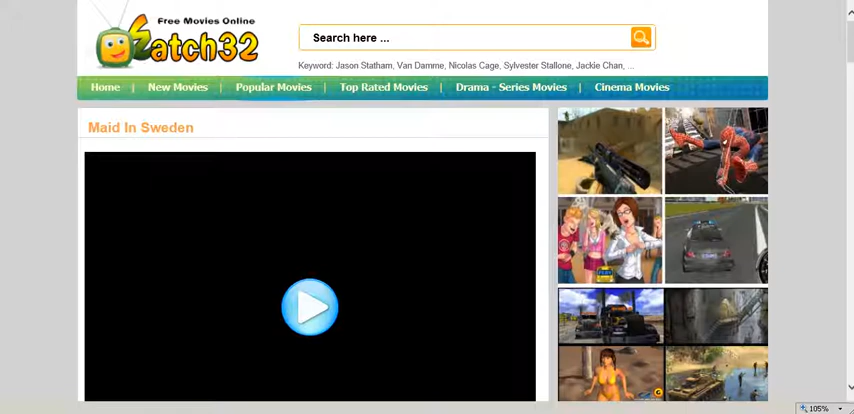 Free Movies Online
Zatch32
Search here ...
Keyword: Jason Statham, Van Damme, Nicolas Cage, Sylvester Stallone, Jackie Chan, ...
Home | New Movies | Popular Movies | Top Rated Movies | Drama - Series Movies | Cinema Movies
Maid In Sweden
105%